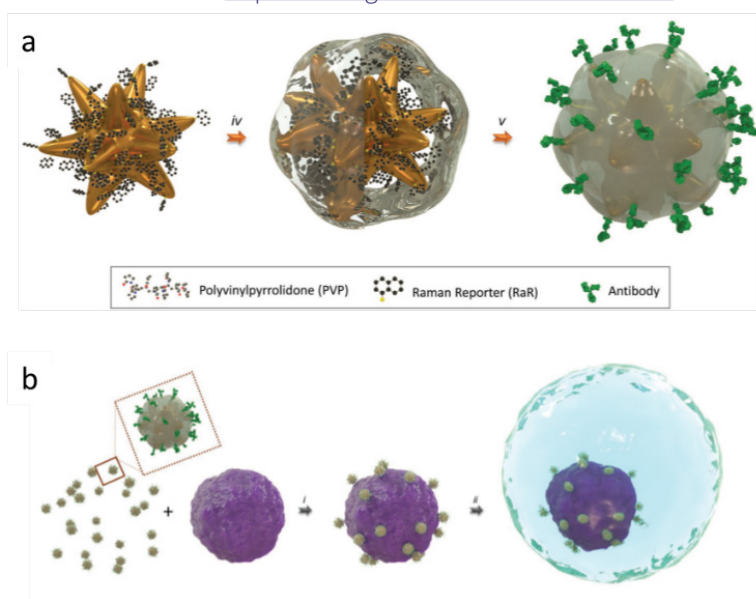 a
iv
v
Polyvinylpyrrolidone (PVP)
Raman Reporter (RaR)
Antibody
b
+
i
ii